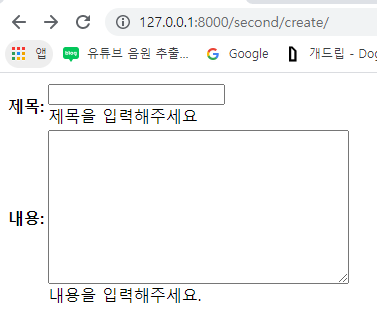 127.0.0.1:8000/second/create/
앱 blog 유튜브 음원 추출... G Google 개드립 - Dog
제목:
제목을 입력해주세요
내용:
내용을 입력해주세요.